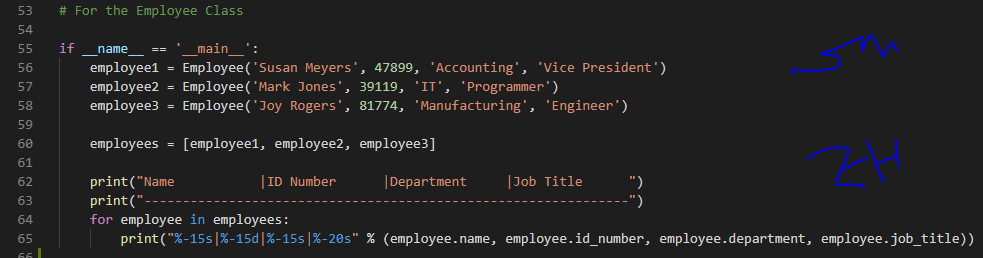 53 # For the Employee Class
54
55 if __name__ == '__main__':
56     employee1 = Employee('Susan Meyers', 47899, 'Accounting', 'Vice President')
57     employee2 = Employee('Mark Jones', 39119, 'IT', 'Programmer')
58     employee3 = Employee('Joy Rogers', 81774, 'Manufacturing', 'Engineer')
59
60     employees = [employee1, employee2, employee3]
61
62     print("Name           |ID Number      |Department     |Job Title      ")
63     print("---------------------------------------------------------------")
64     for employee in employees:
65         print("%-15s|%-15d|%-15s|%-20s" % (employee.name, employee.id_number, employee.department, employee.job_title))
66